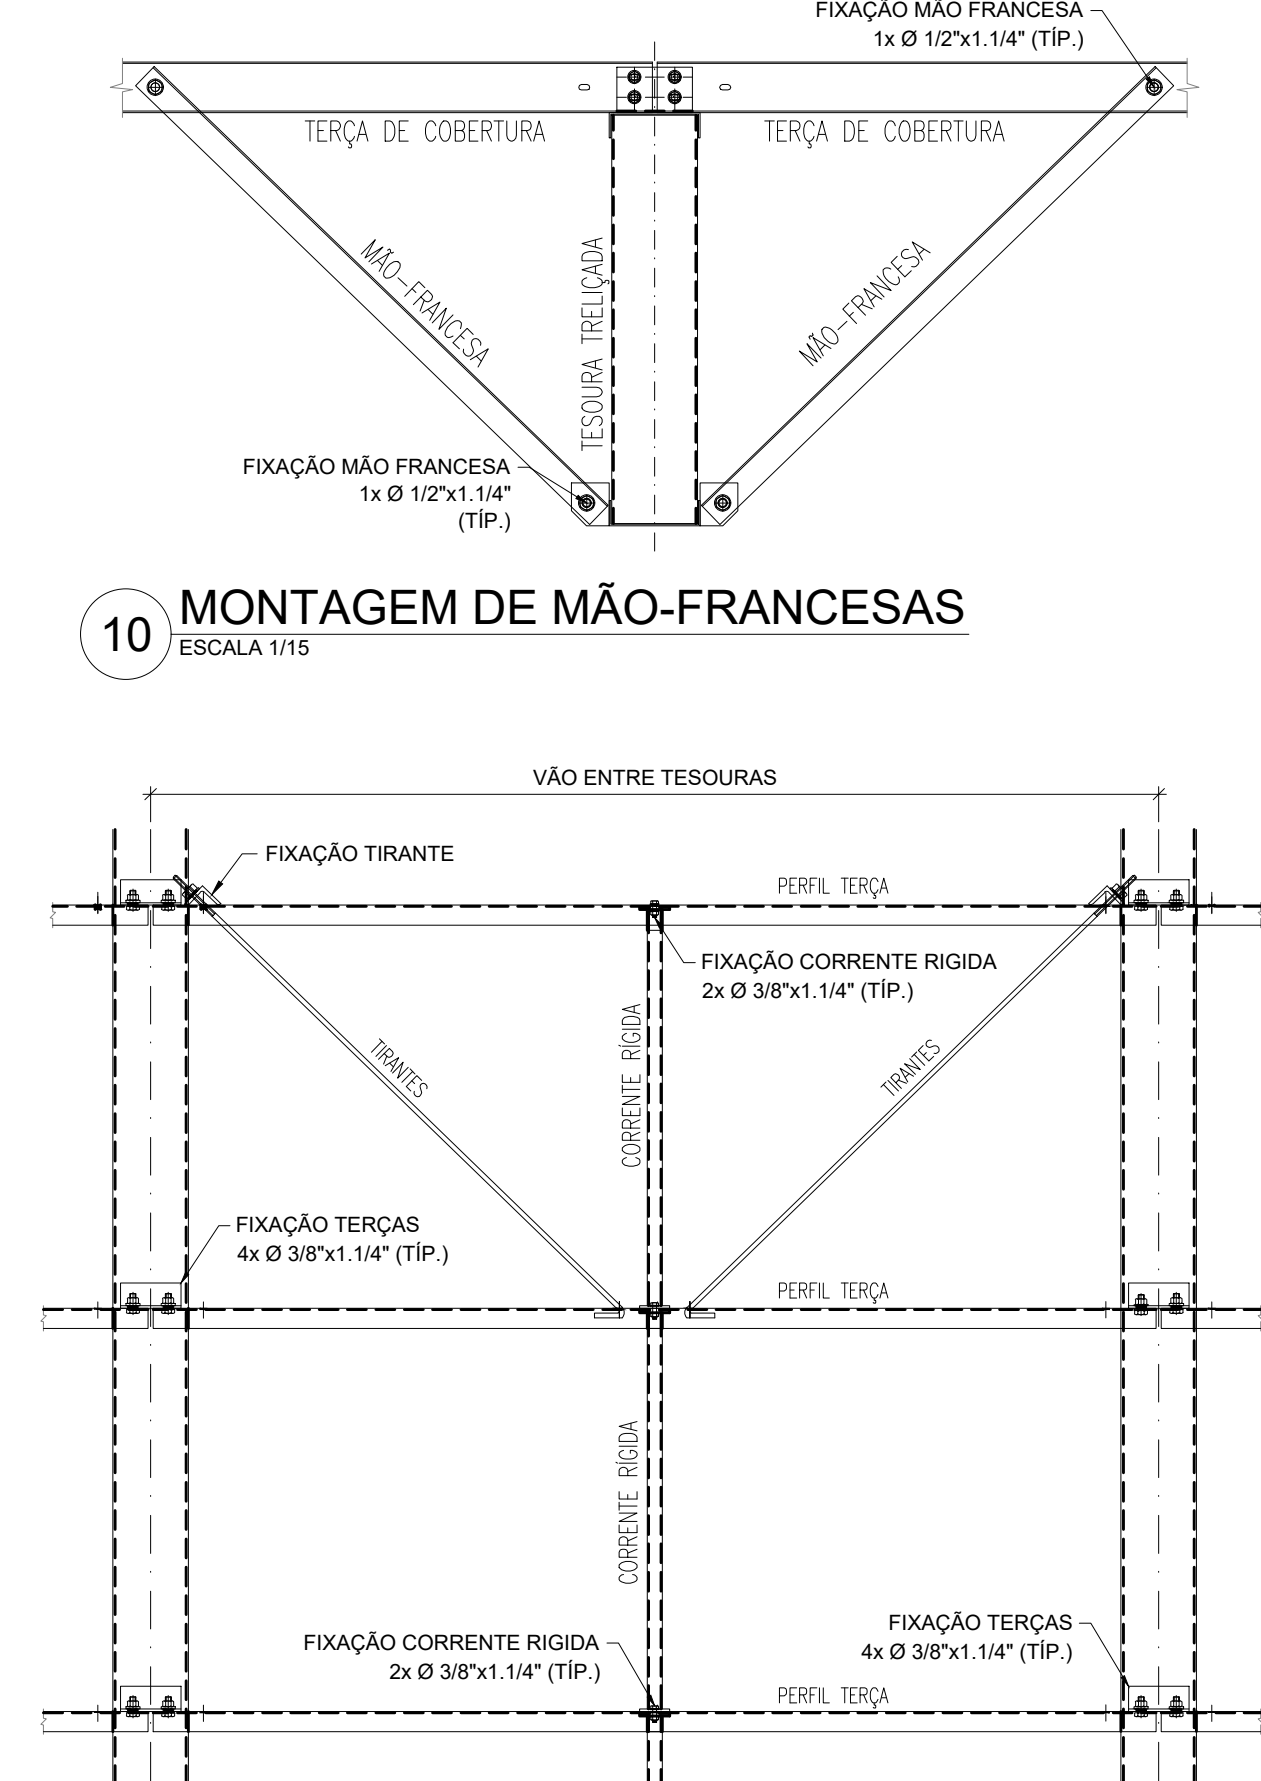 FIXAÇÃO MÃO FRANCESA
1x Ø 1/2"x1.1/4" (TÍP.)
TERÇA DE COBERTURA
TERÇA DE COBERTURA
MÃO-FRANCESA
TESOURA TRELIÇADA
MÃO-FRANCESA
FIXAÇÃO MÃO FRANCESA
1x Ø 1/2"x1.1/4"
(TÍP.)
10
MONTAGEM DE MÃO-FRANCESAS
ESCALA 1/15
VÃO ENTRE TESOURAS
FIXAÇÃO TIRANTE
PERFIL TERÇA
FIXAÇÃO CORRENTE RIGIDA
2x Ø 3/8"x1.1/4" (TÍP.)
TIRANTES
CORRENTE RÍGIDA
TIRANTES
FIXAÇÃO TERÇAS
4x Ø 3/8"x1.1/4" (TÍP.)
PERFIL TERÇA
CORRENTE RÍGIDA
FIXAÇÃO CORRENTE RIGIDA
2x Ø 3/8"x1.1/4" (TÍP.)
FIXAÇÃO TERÇAS
4x Ø 3/8"x1.1/4" (TÍP.)
PERFIL TERÇA